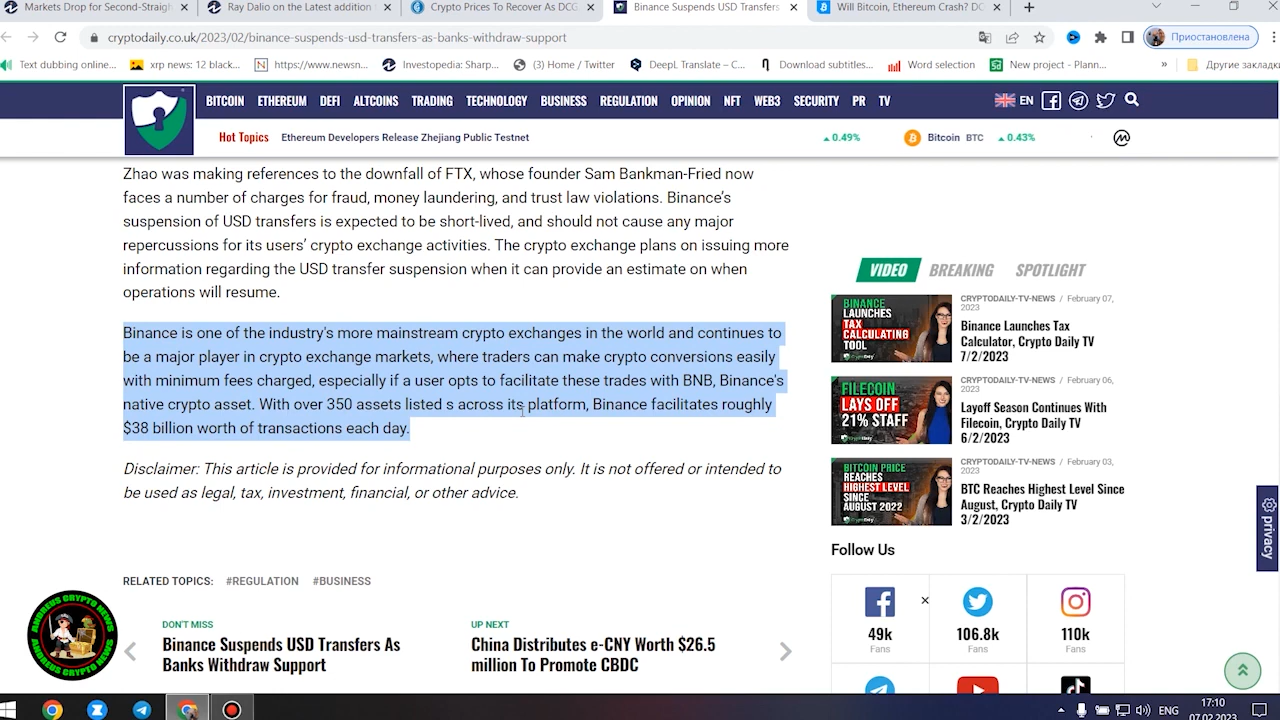 Markets Drop for Second-Straigh
Ray Dalio on the Latest addition
Crypto Prices To Recover As DCG
Binance Suspends USD Transfers
Will Bitcoin, Ethereum Crash? DC
cryptodaily.co.uk/2023/02/binance-suspends-usd-transfers-as-banks-withdraw-support
Приостановлена
Text dubbing online...
xrp news: 12 black...
https://www.newsn...
Investopedia: Sharp...
(3) Home / Twitter
DeepL Translate – C...
Download subtitles...
Word selection
New project - Plann...
»
Другие закладки
BITCOIN ETHEREUM DEFI ALTCOINS TRADING TECHNOLOGY BUSINESS REGULATION OPINION NFT WEB3 SECURITY PR TV
EN
Hot Topics
Ethereum Developers Release Zhejiang Public Testnet
0.49%
Bitcoin BTC
0.43%
Zhao was making references to the downfall of FTX, whose founder Sam Bankman-Fried now
faces a number of charges for fraud, money laundering, and trust law violations. Binance’s
suspension of USD transfers is expected to be short-lived, and should not cause any major
repercussions for its users’ crypto exchange activities. The crypto exchange plans on issuing more
information regarding the USD transfer suspension when it can provide an estimate on when
operations will resume.
Binance is one of the industry's more mainstream crypto exchanges in the world and continues to
be a major player in crypto exchange markets, where traders can make crypto conversions easily
with minimum fees charged, especially if a user opts to facilitate these trades with BNB, Binance's
native crypto asset. With over 350 assets listed s across its platform, Binance facilitates roughly
$38 billion worth of transactions each day.
Disclaimer: This article is provided for informational purposes only. It is not offered or intended to
be used as legal, tax, investment, financial, or other advice.
RELATED TOPICS: #REGULATION #BUSINESS
DON'T MISS
Binance Suspends USD Transfers As
Banks Withdraw Support
UP NEXT
China Distributes e-CNY Worth $26.5
million To Promote CBDC
VIDEO BREAKING SPOTLIGHT
BINANCE
LAUNCHES
TAX
CALCULATING
TOOL
CRYPTODAILY-TV-NEWS / February 07,
2023
Binance Launches Tax
Calculator, Crypto Daily TV
7/2/2023
FILECOIN
LAYS OFF
21% STAFF
CRYPTODAILY-TV-NEWS / February 06,
2023
Layoff Season Continues With
Filecoin, Crypto Daily TV
6/2/2023
BITCOIN PRICE
REACHES
HIGHEST LEVEL
SINCE
AUGUST 2022
CRYPTODAILY-TV-NEWS / February 03,
2023
BTC Reaches Highest Level Since
August, Crypto Daily TV
3/2/2023
privacy
Follow Us
49k
Fans
106.8k
Fans
110k
Fans
ANDREUS CRYPTO NEWS
ANDREUS CRYPTO NEWS
ENG
17:10
07.02.2023